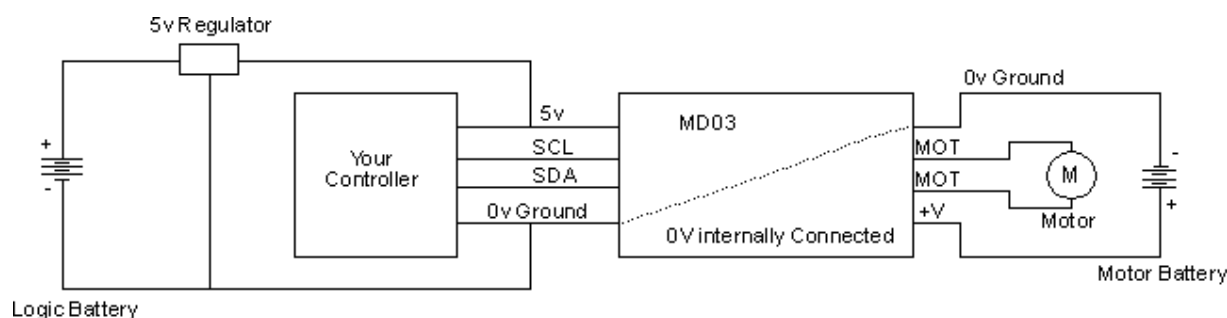 5v Regulator
0v Ground
+
-
Your
Controller
5v
SCL
SDA
0v Ground
MD03
0V internally Connected
MOT
MOT
+V
M
Motor
-
+
Motor Battery
Logic Battery